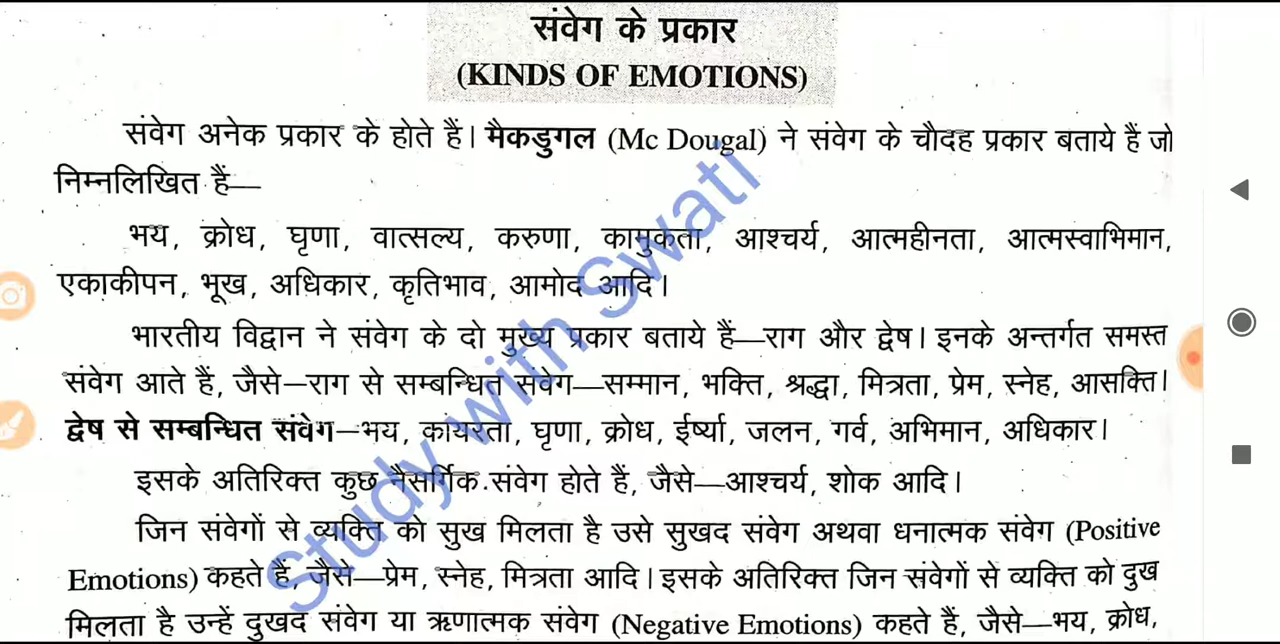 संवेग के प्रकार
(KINDS OF EMOTIONS)
संवेग अनेक प्रकार के होते हैं। मैकडुगल (Mc Dougal) ने संवेग के चौदह प्रकार बताये हैं जो
निम्नलिखित हैं—
भय, क्रोध, घृणा, वात्सल्य, करुणा, कामुकता, आश्चर्य, आत्महीनता, आत्मस्वाभिमान,
एकाकीपन, भूख, अधिकार, कृतिभाव, आमोद आदि।
भारतीय विद्वान ने संवेग के दो मुख्य प्रकार बताये हैं—राग और द्वेष। इनके अन्तर्गत समस्त
संवेग आते हैं, जैसे–राग से सम्बन्धित संवेग—सम्मान, भक्ति, श्रद्धा, मित्रता, प्रेम, स्नेह, आसक्ति।
द्वेष से सम्बन्धित संवेग–भय, कायरता, घृणा, क्रोध, ईर्ष्या, जलन, गर्व, अभिमान, अधिकार।
इसके अतिरिक्त कुछ नैसर्गिक संवेग होते हैं, जैसे—आश्चर्य, शोक आदि।
जिन संवेगों से व्यक्ति को सुख मिलता है उसे सुखद संवेग अथवा धनात्मक संवेग (Positive
Emotions) कहते हैं, जैसे—प्रेम, स्नेह, मित्रता आदि। इसके अतिरिक्त जिन संवेगों से व्यक्ति को दुख
मिलता है उन्हें दुखद संवेग या ऋणात्मक संवेग (Negative Emotions) कहते हैं, जैसे—भय, क्रोध,
Study with Swati